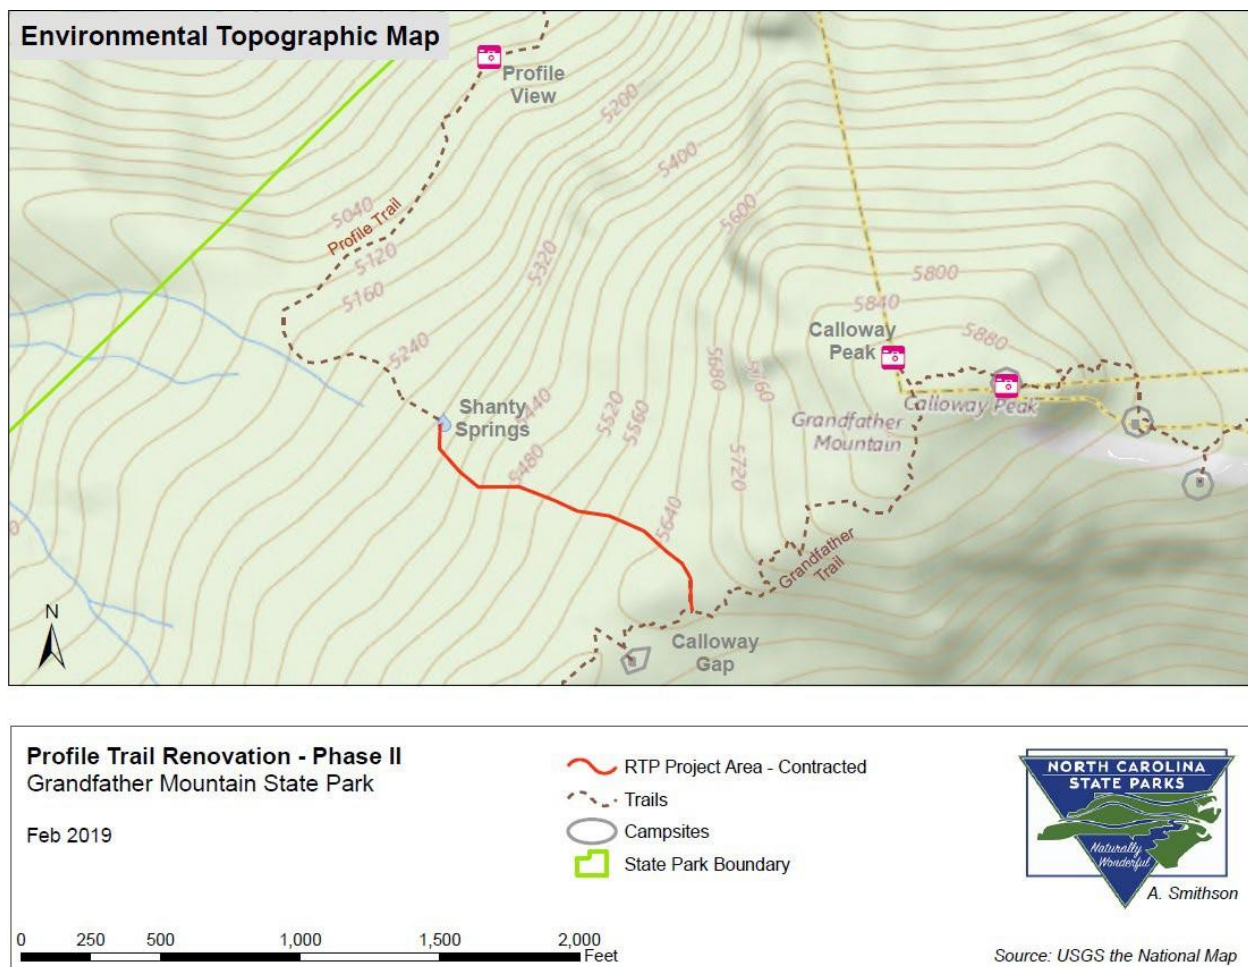 Environmental Topographic Map
Profile
View
5200
5400
5040
Profile Trail
5120
5600
5320
5160
5800
5840
Calloway
Peak
5880
5240
5680
5760
Calloway Peak
Shanty
Springs
5440
5520
5560
Grandfather
Mountain
5480
5720
5640
Grandfather
Trail
N
Calloway
Gap
Profile Trail Renovation - Phase II
Grandfather Mountain State Park
Feb 2019
RTP Project Area - Contracted
Trails
Campsites
State Park Boundary
NORTH CAROLINA
STATE PARKS
Naturally
Wonderful
A. Smithson
0 250 500 1,000 1,500 2,000
Feet
Source: USGS the National Map